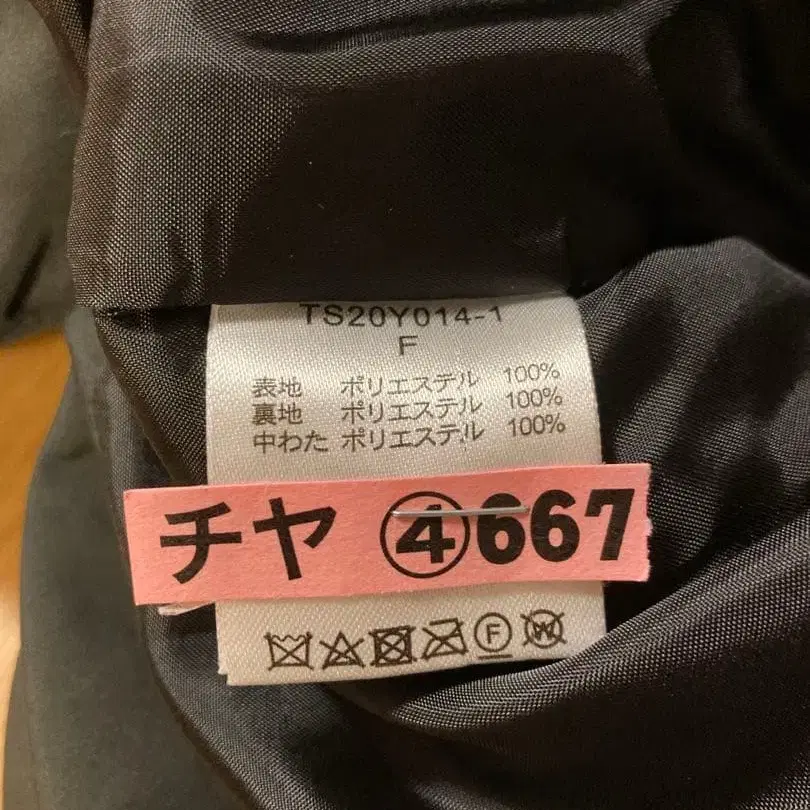 TS20Y014-1
F
表地 ポリエステル 100%
裏地 ポリエステル 100%
中わた ポリエステル 100%
チヤ ④667
F W